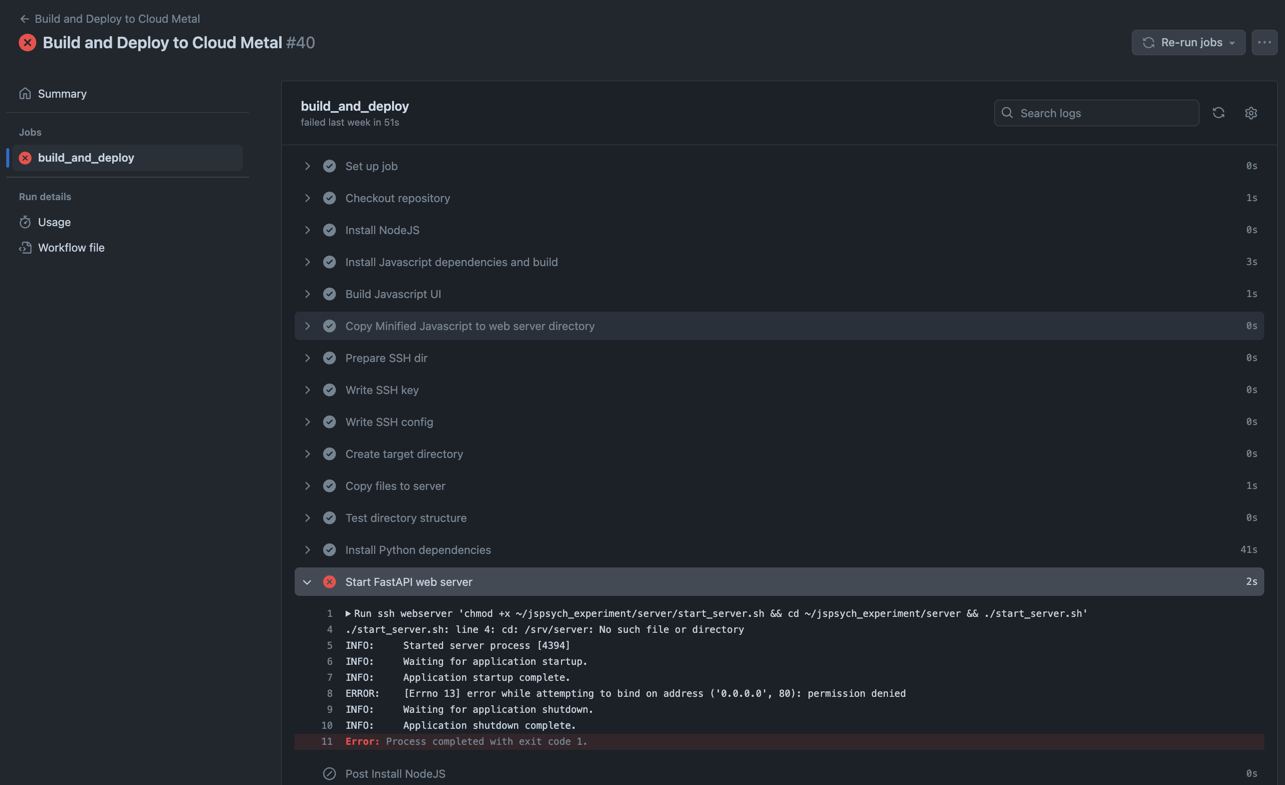 Build and Deploy to Cloud Metal
Build and Deploy to Cloud Metal #40
Re-run jobs
Summary
Jobs
build_and_deploy
Run details
Usage
Workflow file
build_and_deploy
failed last week in 51s
Search logs
Set up job 0s
Checkout repository 1s
Install NodeJS 0s
Install Javascript dependencies and build 3s
Build Javascript UI 1s
Copy Minified Javascript to web server directory 0s
Prepare SSH dir 0s
Write SSH key 0s
Write SSH config 0s
Create target directory 0s
Copy files to server 1s
Test directory structure 0s
Install Python dependencies 41s
Start FastAPI web server 2s
1 Run ssh webserver 'chmod +x ~/jspsych_experiment/server/start_server.sh && cd ~/jspsych_experiment/server && ./start_server.sh'
4 ./start_server.sh: line 4: cd: /srv/server: No such file or directory
5 INFO: Started server process [4394]
6 INFO: Waiting for application startup.
7 INFO: Application startup complete.
8 ERROR: [Errno 13] error while attempting to bind on address ('0.0.0.0', 80): permission denied
9 INFO: Waiting for application shutdown.
10 INFO: Application shutdown complete.
11 Error: Process completed with exit code 1.
Post Install NodeJS 0s